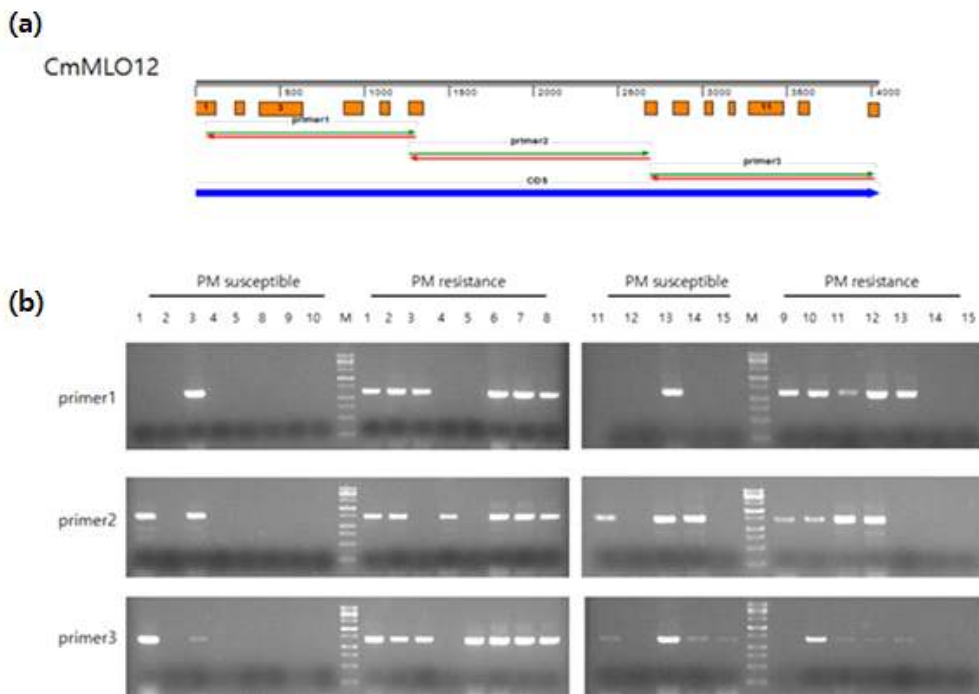 (a)
CmMLO12
500 1000 1500 2000 2500 3000 3500 4000
1 3 11
primer1
primer2
primer3
CDS
PM susceptible PM resistance PM susceptible PM resistance
(b)
1 2 3 4 5 8 9 10 M 1 2 3 4 5 6 7 8 11 12 13 14 15 M 9 10 11 12 13 14 15
primer1
primer2
primer3